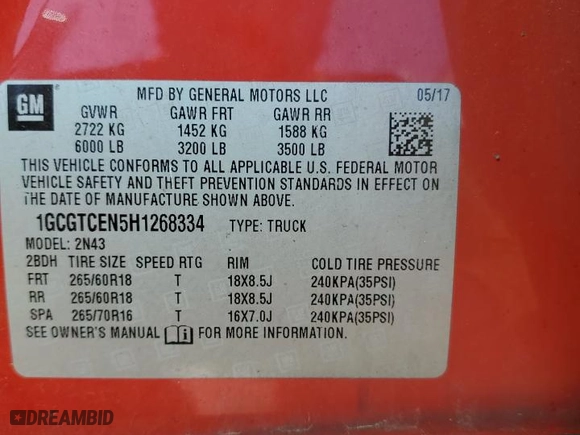 GM
MFD BY GENERAL MOTORS LLC 05/17
GVWR GAWR FRT GAWR RR
2722 KG 1452 KG 1588 KG
6000 LB 3200 LB 3500 LB
THIS VEHICLE CONFORMS TO ALL APPLICABLE U.S. FEDERAL MOTOR
VEHICLE SAFETY AND THEFT PREVENTION STANDARDS IN EFFECT ON
THE DATE OF MANUFACTURE SHOWN ABOVE.
1GCGTCEN5H1268334 TYPE: TRUCK
MODEL: 2N43
2BDH TIRE SIZE SPEED RTG RIM COLD TIRE PRESSURE
FRT 265/60R18 T 18X8.5J 240KPA(35PSI)
RR 265/60R18 T 18X8.5J 240KPA(35PSI)
SPA 265/70R16 T 16X7.0J 240KPA(35PSI)
SEE OWNER'S MANUAL FOR MORE INFORMATION.
DREAMBID